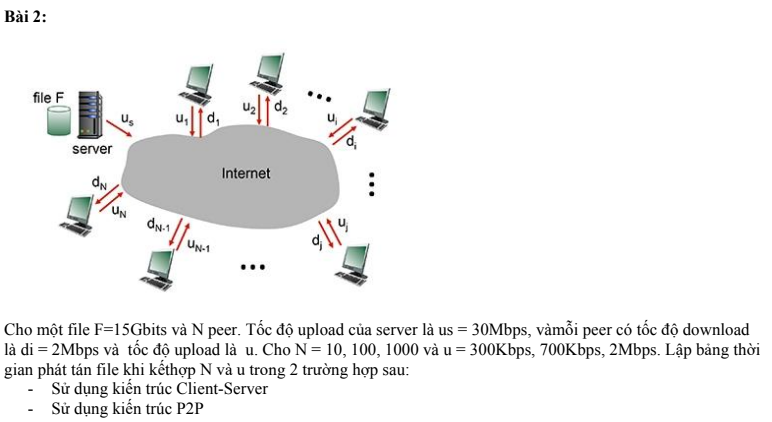 Bài 2:
file F
server
us
u1 d1
u2 d2
ui
di
Internet
dN
uN
dN-1
uN-1
uj
dj
Cho một file F=15Gbits và N peer. Tốc độ upload của server là us = 30Mbps, vàmỗi peer có tốc độ download
là di = 2Mbps và tốc độ upload là u. Cho N = 10, 100, 1000 và u = 300Kbps, 700Kbps, 2Mbps. Lập bảng thời
gian phát tán file khi kếthợp N và u trong 2 trường hợp sau:
- Sử dụng kiến trúc Client-Server
- Sử dụng kiến trúc P2P